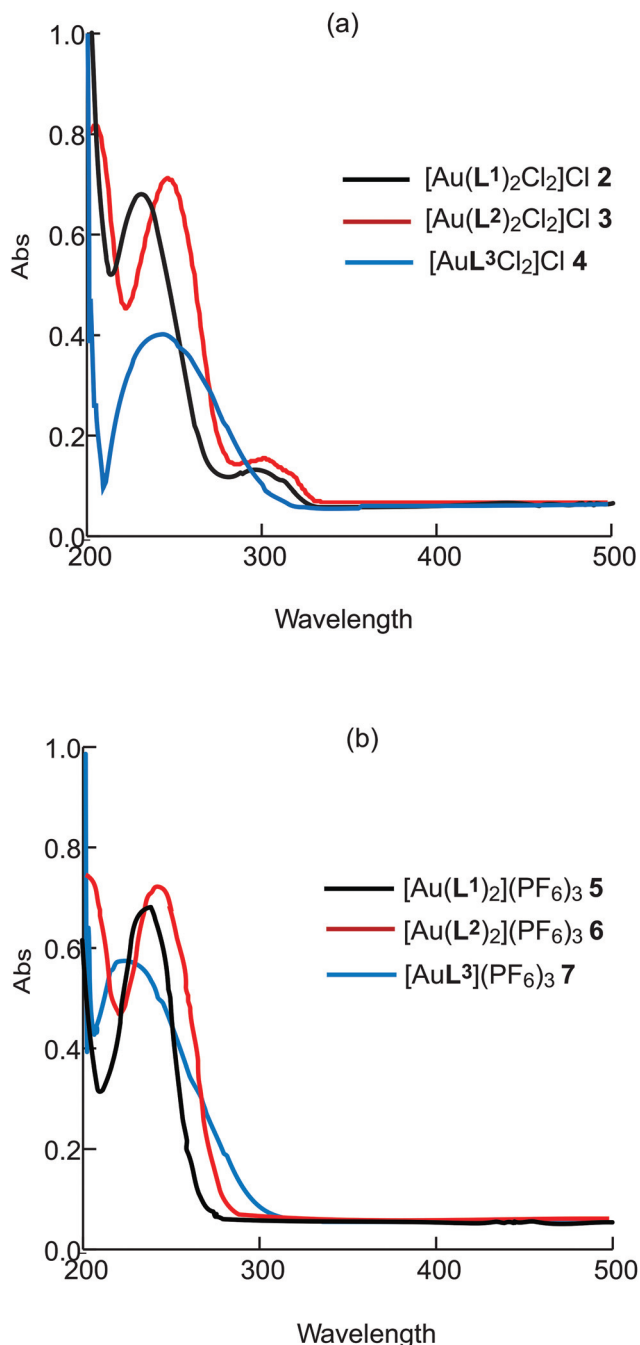 (a)
1.0
0.8
0.6
0.4
0.2
0.0
Abs
[Au(L¹)₂Cl₂]Cl 2
[Au(L²)₂Cl₂]Cl 3
[AuL³Cl₂]Cl 4
200
300
400
500
Wavelength
(b)
1.0
0.8
0.6
0.4
0.2
0.0
Abs
[Au(L¹)₂](PF₆)₃ 5
[Au(L²)₂](PF₆)₃ 6
[AuL³](PF₆)₃ 7
200
300
400
500
Wavelength